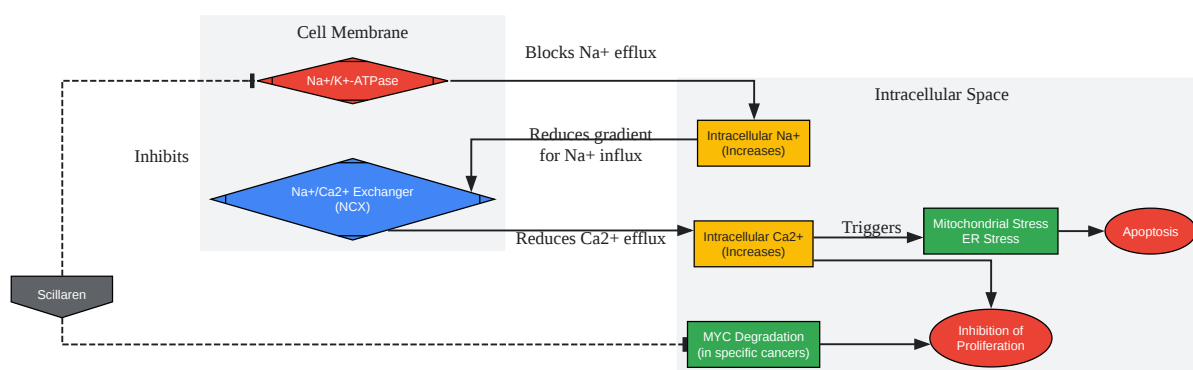 Cell Membrane
Na+/K+-ATPase
Blocks Na+ efflux
Intracellular Space
Intracellular Na+
(Increases)
Reduces gradient
for Na+ influx
Inhibits
Na+/Ca2+ Exchanger
(NCX)
Reduces Ca2+ efflux
Intracellular Ca2+
(Increases)
Triggers
Mitochondrial Stress
ER Stress
Apoptosis
Scillaren
MYC Degradation
(in specific cancers)
Inhibition of
Proliferation